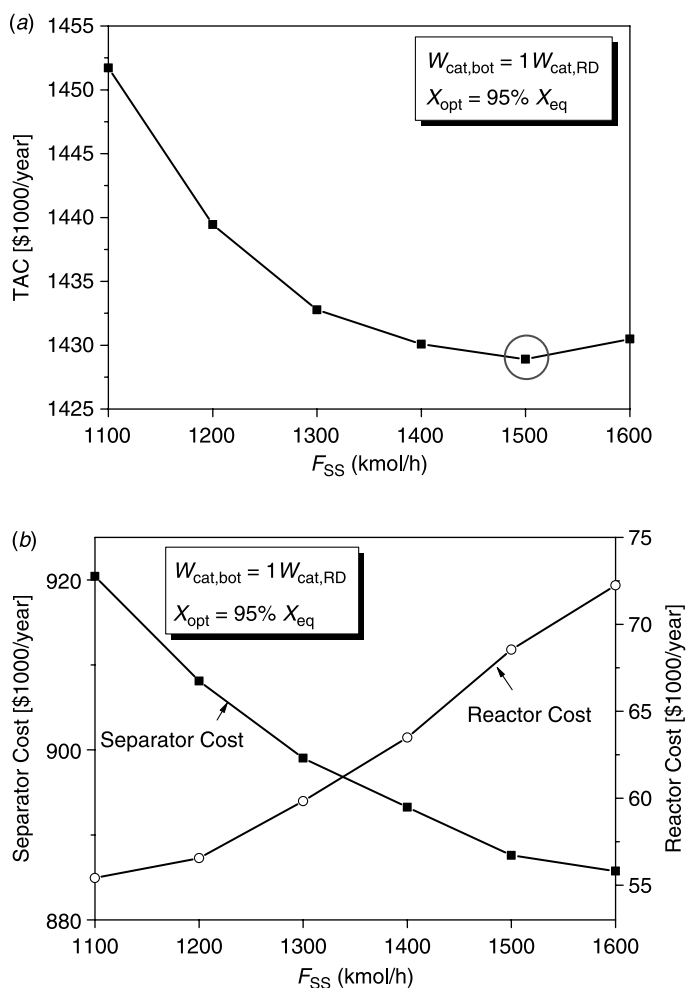 (a)
1455
1450
1445
1440
1435
1430
1425
TAC [$1000/year]
W_cat,bot = 1W_cat,RD
X_opt = 95% X_eq
1100 1200 1300 1400 1500 1600
F_SS (kmol/h)
(b)
920
900
880
Separator Cost [$1000/year]
W_cat,bot = 1W_cat,RD
X_opt = 95% X_eq
Separator Cost
Reactor Cost
75
70
65
60
55
Reactor Cost [$1000/year]
1100 1200 1300 1400 1500 1600
F_SS (kmol/h)